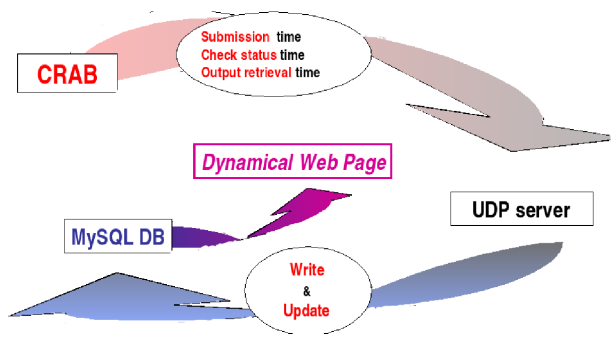 Submission time
Check status time
Output retrieval time
CRAB
Dynamical Web Page
UDP server
MySQL DB
Write
&
Update